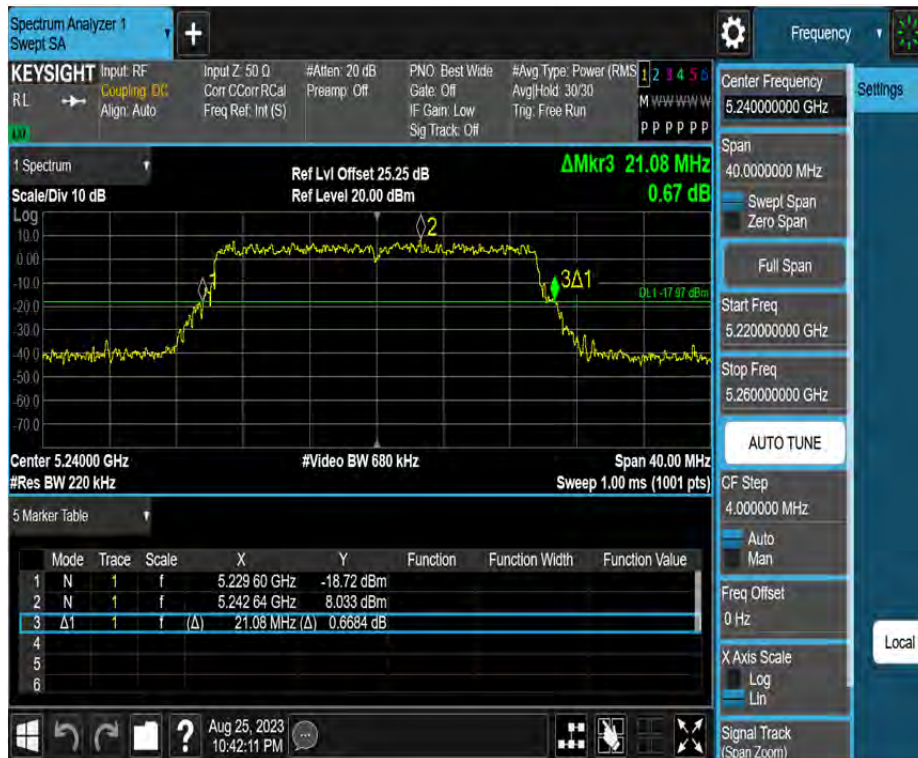 Spectrum Analyzer 1
Swept SA
+
Frequency
KEYSIGHT Input: RF Input Z: 50 Ω #Atten: 20 dB PNO: Best Wide #Avg Type: Power (RMS 1 2 3 4 5 6
RL Coupling: DC Corr CCorr RCal Preamp: Off Gate: Off Avg|Hold: 30/30 M W W W W W
Align: Auto Freq Ref: Int (S) IF Gain: Low Trig: Free Run
Sig Track: Off P P P P P P
LXI
Center Frequency
5.240000000 GHz
Settings
Span
40.0000000 MHz
Swept Span
Zero Span
Full Span
Start Freq
5.220000000 GHz
Stop Freq
5.260000000 GHz
AUTO TUNE
CF Step
4.000000 MHz
Auto
Man
Freq Offset
0 Hz
X Axis Scale
Log
Lin
Signal Track
(Span Zoom)
Local
1 Spectrum
Ref Lvl Offset 25.25 dB ΔMkr3 21.08 MHz
Scale/Div 10 dB Ref Level 20.00 dBm 0.67 dB
Log
10.0
0.00
-10.0
-20.0
-30.0
-40.0
-50.0
-60.0
-70.0
1
2
3Δ1
DL1 -17.97 dBm
Center 5.24000 GHz #Video BW 680 kHz Span 40.00 MHz
#Res BW 220 kHz Sweep 1.00 ms (1001 pts)
5 Marker Table
Mode Trace Scale X Y Function Function Width Function Value
1 N 1 f 5.229 60 GHz -18.72 dBm
2 N 1 f 5.242 64 GHz 8.033 dBm
3 Δ1 1 f (Δ) 21.08 MHz (Δ) 0.6684 dB
4
5
6
?
Aug 25, 2023
10:42:11 PM